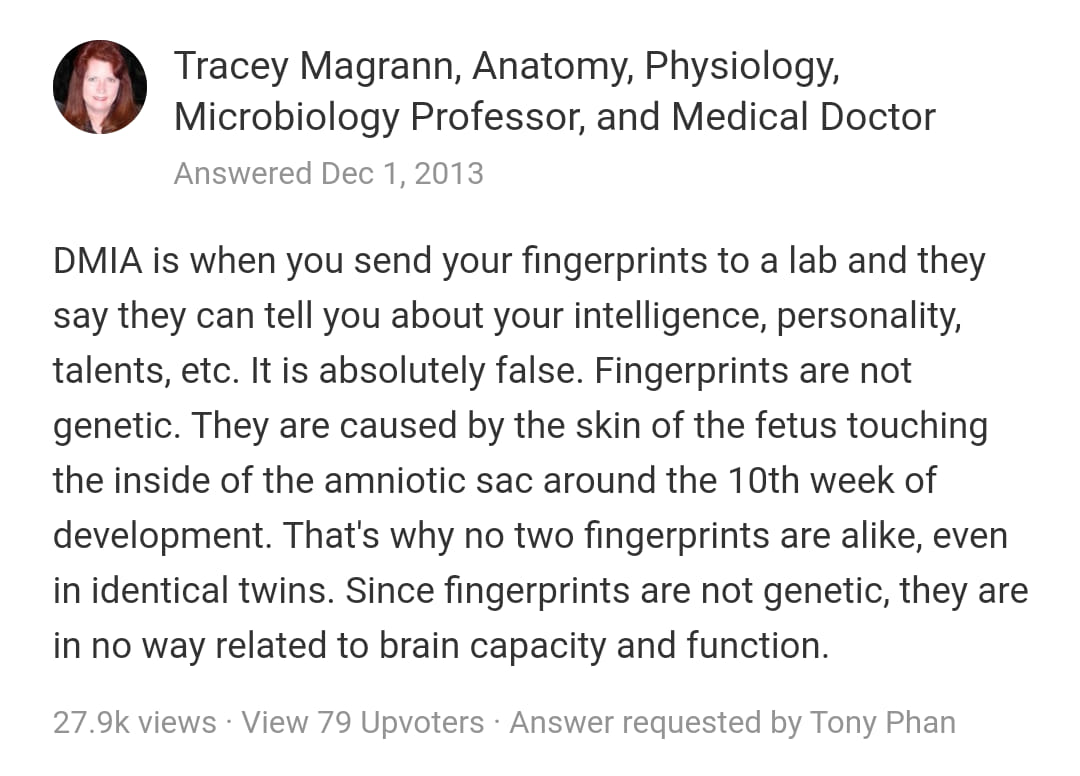 Tracey Magrann, Anatomy, Physiology,
Microbiology Professor, and Medical Doctor
Answered Dec 1, 2013
DMIA is when you send your fingerprints to a lab and they
say they can tell you about your intelligence, personality,
talents, etc. It is absolutely false. Fingerprints are not
genetic. They are caused by the skin of the fetus touching
the inside of the amniotic sac around the 10th week of
development. That's why no two fingerprints are alike, even
in identical twins. Since fingerprints are not genetic, they are
in no way related to brain capacity and function.
27.9k views · View 79 Upvoters · Answer requested by Tony Phan